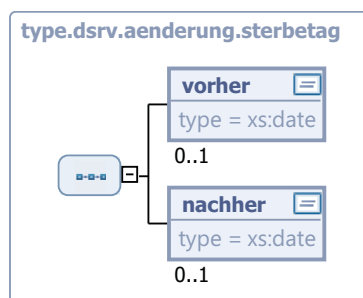 type.dsrv.aenderung.sterbetag
vorher
type = xs:date
0..1
nachher
type = xs:date
0..1